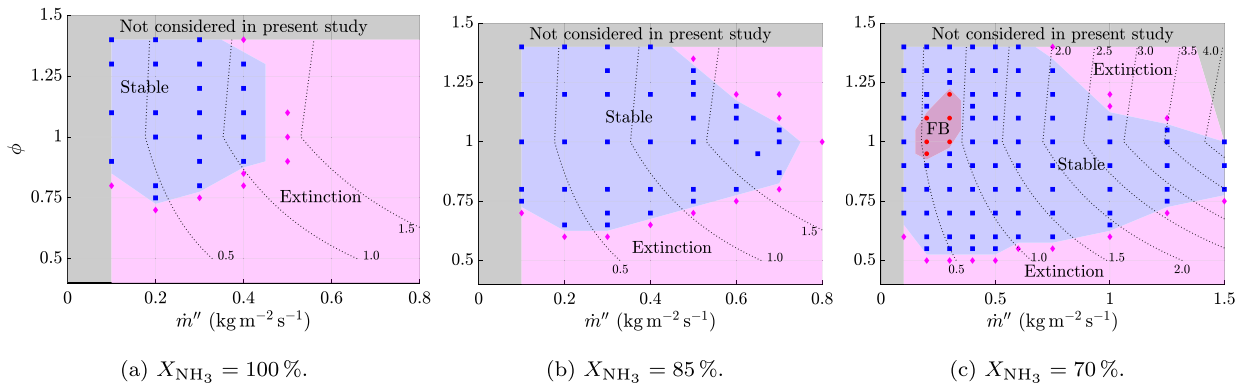 Not considered in present study
Stable
Extinction
0.5
1.0
1.5
1.5
1.25
1
0.75
0.5
ϕ
0
0.2
0.4
0.6
0.8
ṁ″ (kg m⁻² s⁻¹)
(a) X_NH₃ = 100 %.
Not considered in present study
Stable
Extinction
0.5
1.0
1.5
1.5
1.25
1
0.75
0.5
0
0.2
0.4
0.6
0.8
ṁ″ (kg m⁻² s⁻¹)
(b) X_NH₃ = 85 %.
Not considered in present study
2.0
2.5
3.0
3.5
4.0
Extinction
FB
Stable
Extinction
0.5
1.0
1.5
2.0
1.5
1.25
1
0.75
0.5
0
0.5
1
1.5
ṁ″ (kg m⁻² s⁻¹)
(c) X_NH₃ = 70 %.